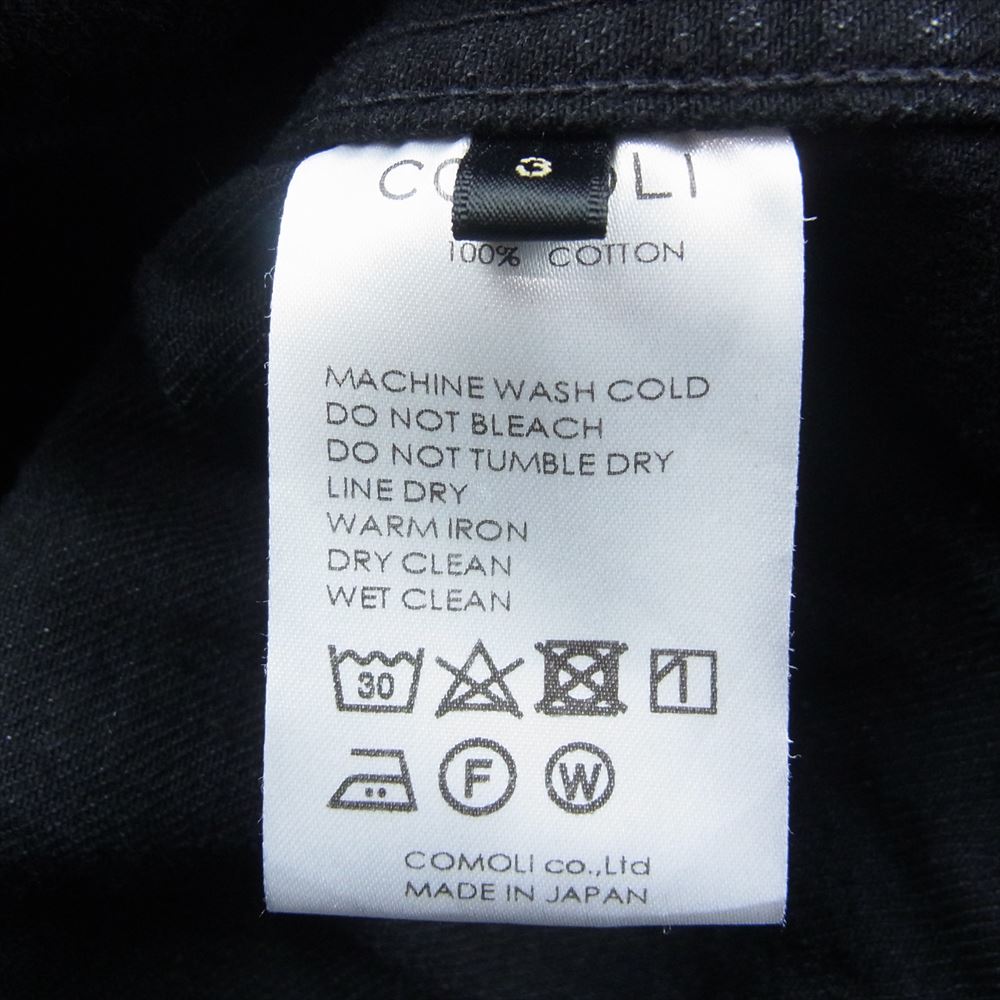 3
100% COTTON
MACHINE WASH COLD
DO NOT BLEACH
DO NOT TUMBLE DRY
LINE DRY
WARM IRON
DRY CLEAN
WET CLEAN
30
F W
COMOLI co.,Ltd
MADE IN JAPAN